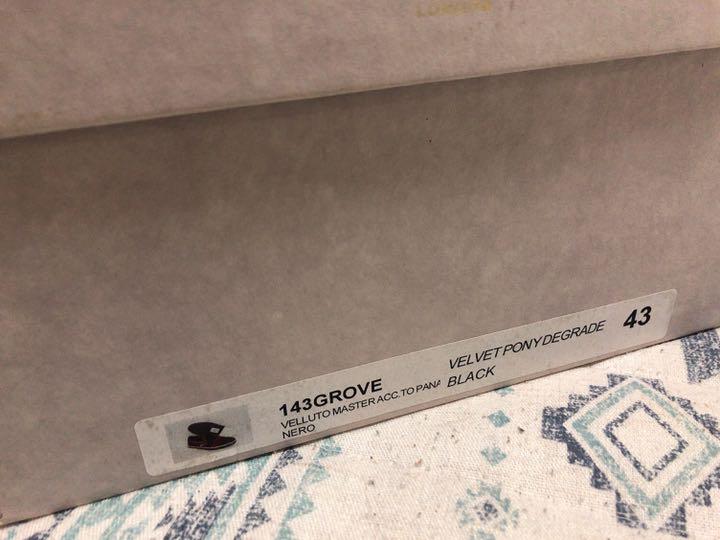 143GROVE
VELLUTO MASTER ACC.TO PANA
NERO
VELVET PONY DEGRADE
BLACK
43